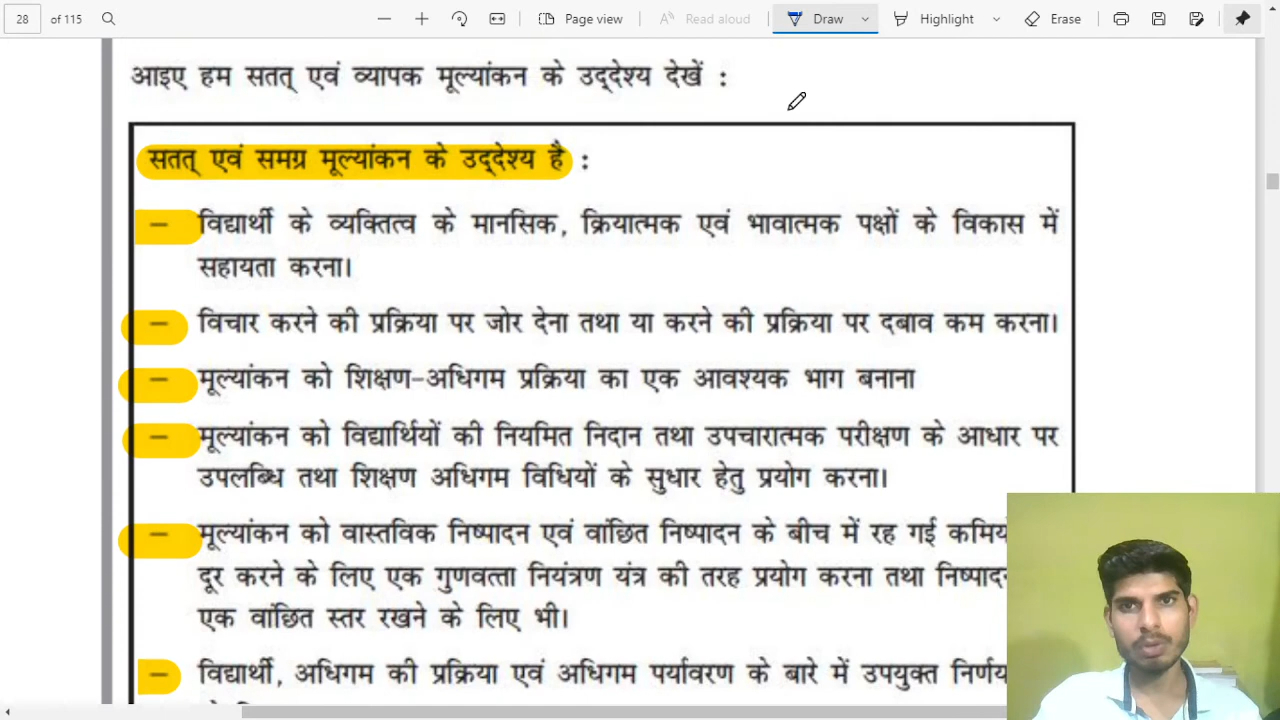 28 of 115 Page view Read aloud Draw Highlight Erase
आइए हम सतत् एवं व्यापक मूल्यांकन के उद्देश्य देखें :
सतत् एवं समग्र मूल्यांकन के उद्देश्य है :
– विद्यार्थी के व्यक्तित्व के मानसिक, क्रियात्मक एवं भावात्मक पक्षों के विकास में
सहायता करना।
– विचार करने की प्रक्रिया पर जोर देना तथा या करने की प्रक्रिया पर दबाव कम करना।
– मूल्यांकन को शिक्षण-अधिगम प्रक्रिया का एक आवश्यक भाग बनाना
– मूल्यांकन को विद्यार्थियों की नियमित निदान तथा उपचारात्मक परीक्षण के आधार पर
उपलब्धि तथा शिक्षण अधिगम विधियों के सुधार हेतु प्रयोग करना।
– मूल्यांकन को वास्तविक निष्पादन एवं वांछित निष्पादन के बीच में रह गई
दूर करने के लिए एक गुणवत्ता नियंत्रण यंत्र की तरह प्रयोग करना तथा निष्पादन
एक वांछित स्तर रखने के लिए भी।
– विद्यार्थी, अधिगम की प्रक्रिया एवं अधिगम पर्यावरण के बारे में उपयुक्त निर्णय